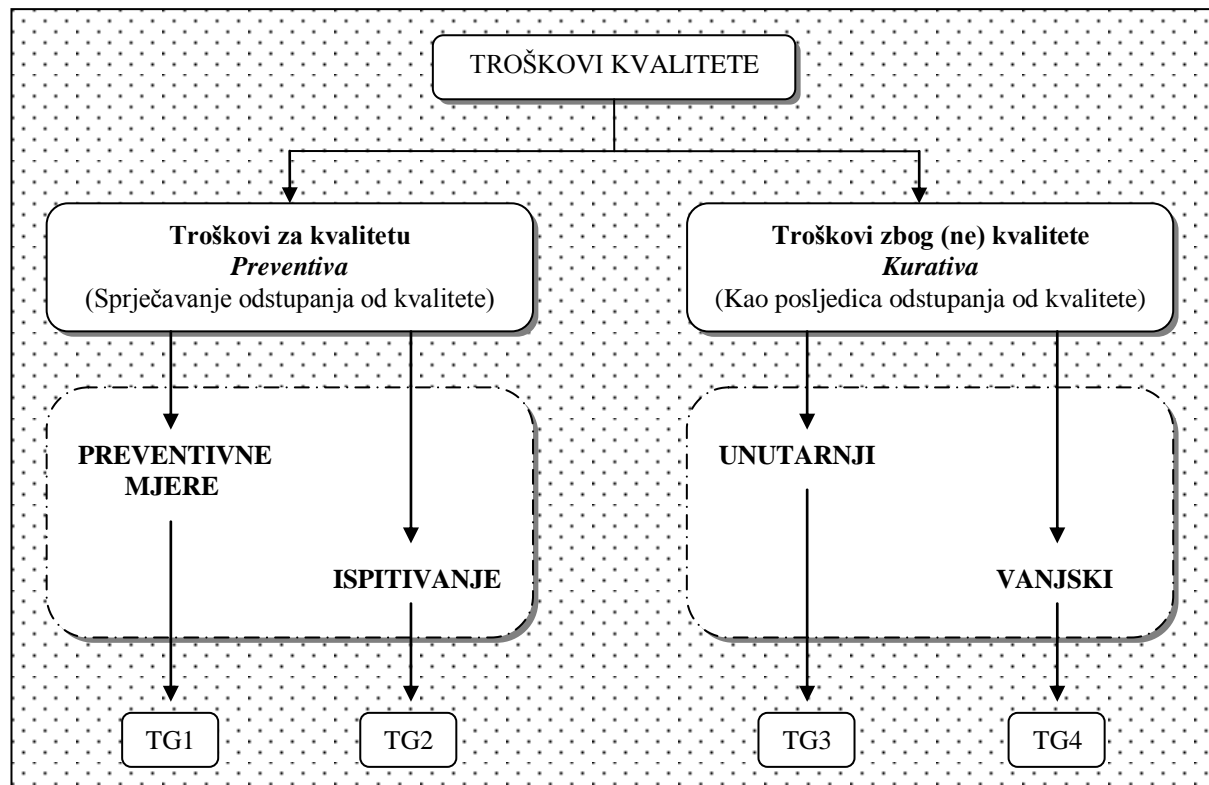 TROŠKOVI KVALITETE
Troškovi za kvalitetu
Preventiva
(Sprječavanje odstupanja od kvalitete)
Troškovi zbog (ne) kvalitete
Kurativa
(Kao posljedica odstupanja od kvalitete)
PREVENTIVNE
MJERE
ISPITIVANJE
UNUTARNJI
VANJSKI
TG1
TG2
TG3
TG4